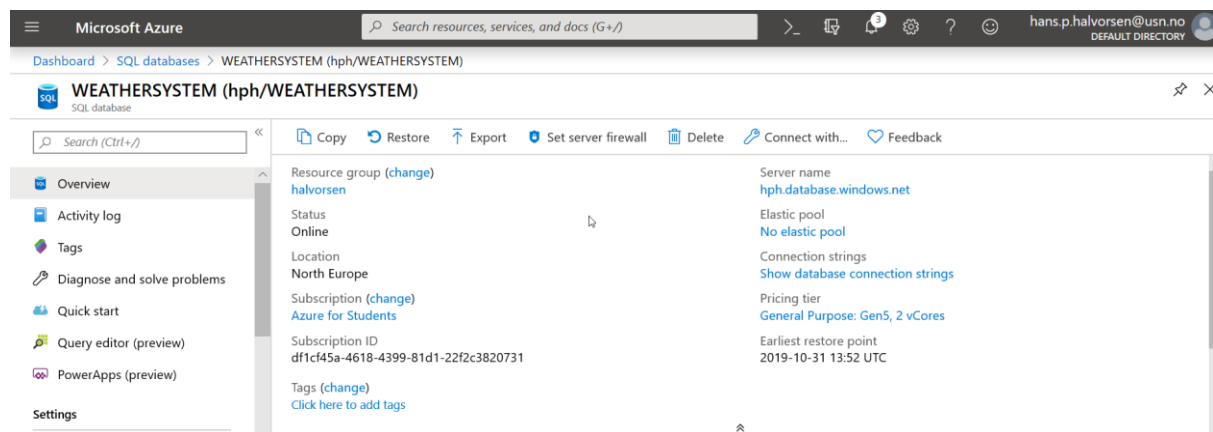 Microsoft Azure
Search resources, services, and docs (G+/)
3
hans.p.halvorsen@usn.no
DEFAULT DIRECTORY
Dashboard > SQL databases > WEATHERSYSTEM (hph/WEATHERSYSTEM)
SQL
WEATHERSYSTEM (hph/WEATHERSYSTEM)
SQL database
Search (Ctrl+/)
Copy
Restore
Export
Set server firewall
Delete
Connect with...
Feedback
Overview
Activity log
Tags
Diagnose and solve problems
Quick start
Query editor (preview)
PowerApps (preview)
Settings
Resource group (change)
halvorsen
Status
Online
Location
North Europe
Subscription (change)
Azure for Students
Subscription ID
df1cf45a-4618-4399-81d1-22f2c3820731
Tags (change)
Click here to add tags
Server name
hph.database.windows.net
Elastic pool
No elastic pool
Connection strings
Show database connection strings
Pricing tier
General Purpose: Gen5, 2 vCores
Earliest restore point
2019-10-31 13:52 UTC